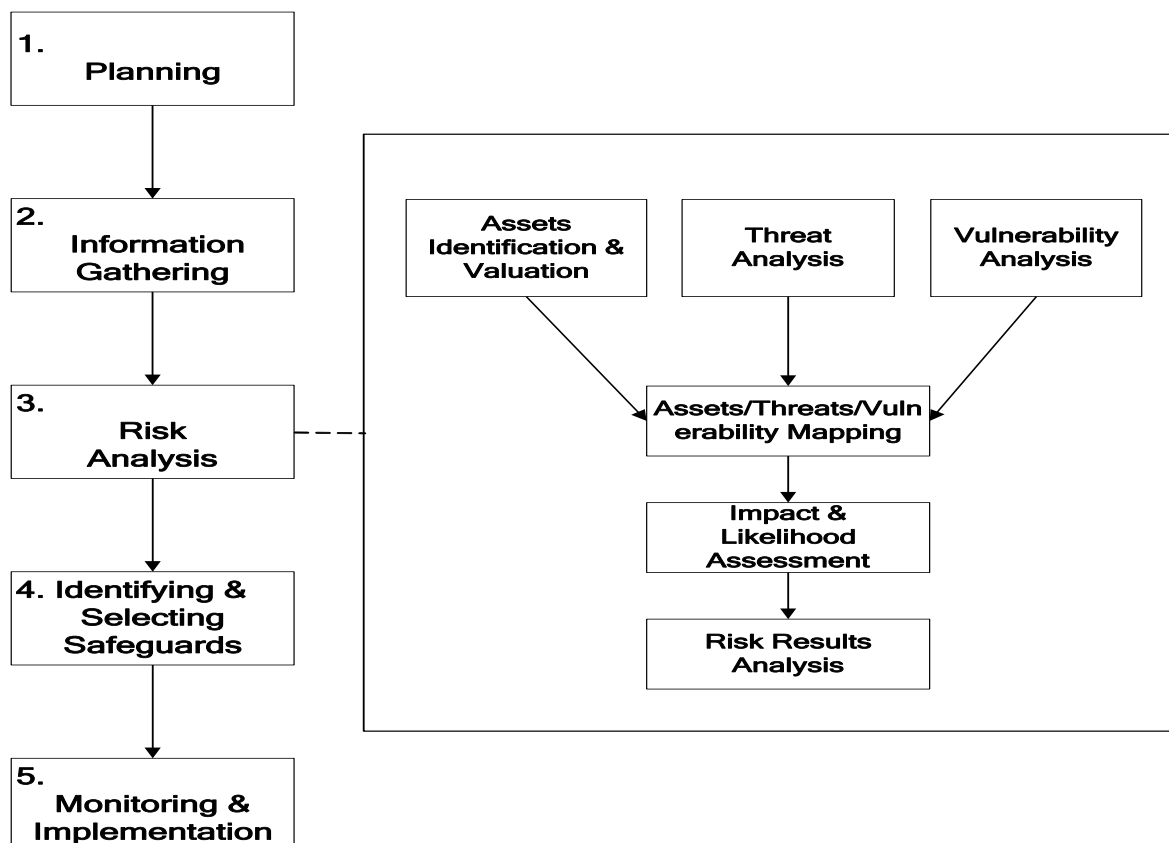 1.
Planning
2.
Information
Gathering
3.
Risk
Analysis
4. Identifying &
Selecting
Safeguards
5.
Monitoring &
Implementation
Assets
Identification &
Valuation
Threat
Analysis
Vulnerability
Analysis
Assets/Threats/Vuln
erability Mapping
Impact &
Likelihood
Assessment
Risk Results
Analysis